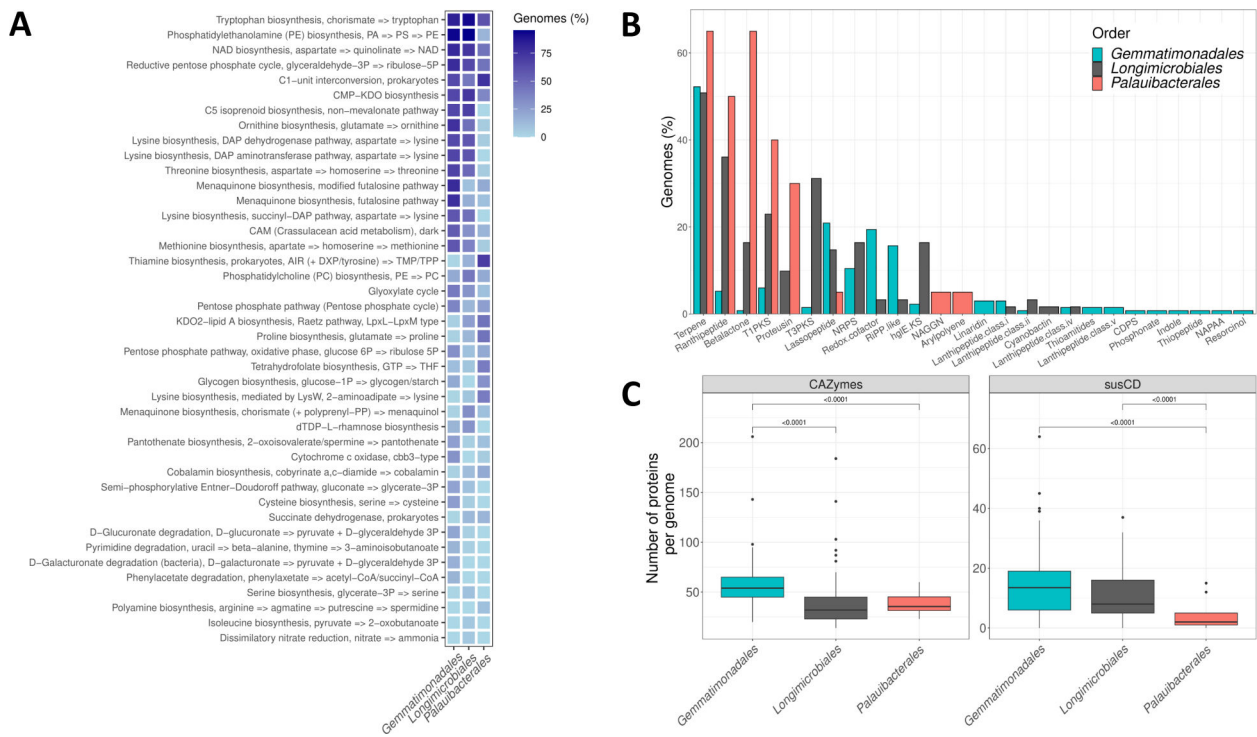 A
Tryptophan biosynthesis, chorismate => tryptophan
Phosphatidylethanolamine (PE) biosynthesis, PA => PS => PE
NAD biosynthesis, aspartate => quinolinate => NAD
Reductive pentose phosphate cycle, glyceraldehyde-3P => ribulose-5P
C1-unit interconversion, prokaryotes
CMP-KDO biosynthesis
C5 isoprenoid biosynthesis, non-mevalonate pathway
Ornithine biosynthesis, glutamate => ornithine
Lysine biosynthesis, DAP dehydrogenase pathway, aspartate => lysine
Lysine biosynthesis, DAP aminotransferase pathway, aspartate => lysine
Threonine biosynthesis, aspartate => homoserine => threonine
Menaquinone biosynthesis, modified futalosine pathway
Menaquinone biosynthesis, futalosine pathway
Lysine biosynthesis, succinyl-DAP pathway, aspartate => lysine
CAM (Crassulacean acid metabolism), dark
Methionine biosynthesis, apartate => homoserine => methionine
Thiamine biosynthesis, prokaryotes, AIR (+ DXP/tyrosine) => TMP/TPP
Phosphatidylcholine (PC) biosynthesis, PE => PC
Glyoxylate cycle
Pentose phosphate pathway (Pentose phosphate cycle)
KDO2-lipid A biosynthesis, Raetz pathway, LpxL-LpxM type
Proline biosynthesis, glutamate => proline
Pentose phosphate pathway, oxidative phase, glucose 6P => ribulose 5P
Tetrahydrofolate biosynthesis, GTP => THF
Glycogen biosynthesis, glucose-1P => glycogen/starch
Lysine biosynthesis, mediated by LysW, 2-aminoadipate => lysine
Menaquinone biosynthesis, chorismate (+ polyprenyl-PP) => menaquinol
dTDP-L-rhamnose biosynthesis
Pantothenate biosynthesis, 2-oxoisovalerate/spermine => pantothenate
Cytochrome c oxidase, cbb3-type
Cobalamin biosynthesis, cobyrinate a,c-diamide => cobalamin
Semi-phosphorylative Entner-Doudoroff pathway, gluconate => glycerate-3P
Cysteine biosynthesis, serine => cysteine
Succinate dehydrogenase, prokaryotes
D-Glucuronate degradation, D-glucuronate => pyruvate + D-glyceraldehyde 3P
Pyrimidine degradation, uracil => beta-alanine, thymine => 3-aminoisobutanoate
D-Galacturonate degradation (bacteria), D-galacturonate => pyruvate + D-glyceraldehyde 3P
Phenylacetate degradation, phenylaxetate => acetyl-CoA/succinyl-CoA
Serine biosynthesis, glycerate-3P => serine
Polyamine biosynthesis, arginine => agmatine => putrescine => spermidine
Isoleucine biosynthesis, pyruvate => 2-oxobutanoate
Dissimilatory nitrate reduction, nitrate => ammonia
Gemmatimonadales
Longimicrobiales
Palauibacterales
Genomes (%)
75
50
25
0
B
Genomes (%)
60
40
20
0
Order
Gemmatimonadales
Longimicrobiales
Palauibacterales
Terpene
Ranthipeptide
Betalactone
T1PKS
Proteusin
T3PKS
Lassopeptide
NRPS
Redox.cofactor
RiPP.like
hglE.KS
NAGGN
Arylpolyene
Linaridin
Lanthipeptide.class.i
Lanthipeptide.class.ii
Cyanobactin
Lanthipeptide.class.iv
Thioamitides
Lanthipeptide.class.v
CDPS
Phosphonate
Indole
Thiopeptide
NAPAA
Resorcinol
C
Number of proteins
per genome
CAZymes
<0.0001
<0.0001
200
150
100
50
Gemmatimonadales
Longimicrobiales
Palauibacterales
susCD
<0.0001
<0.0001
60
40
20
0
Gemmatimonadales
Longimicrobiales
Palauibacterales